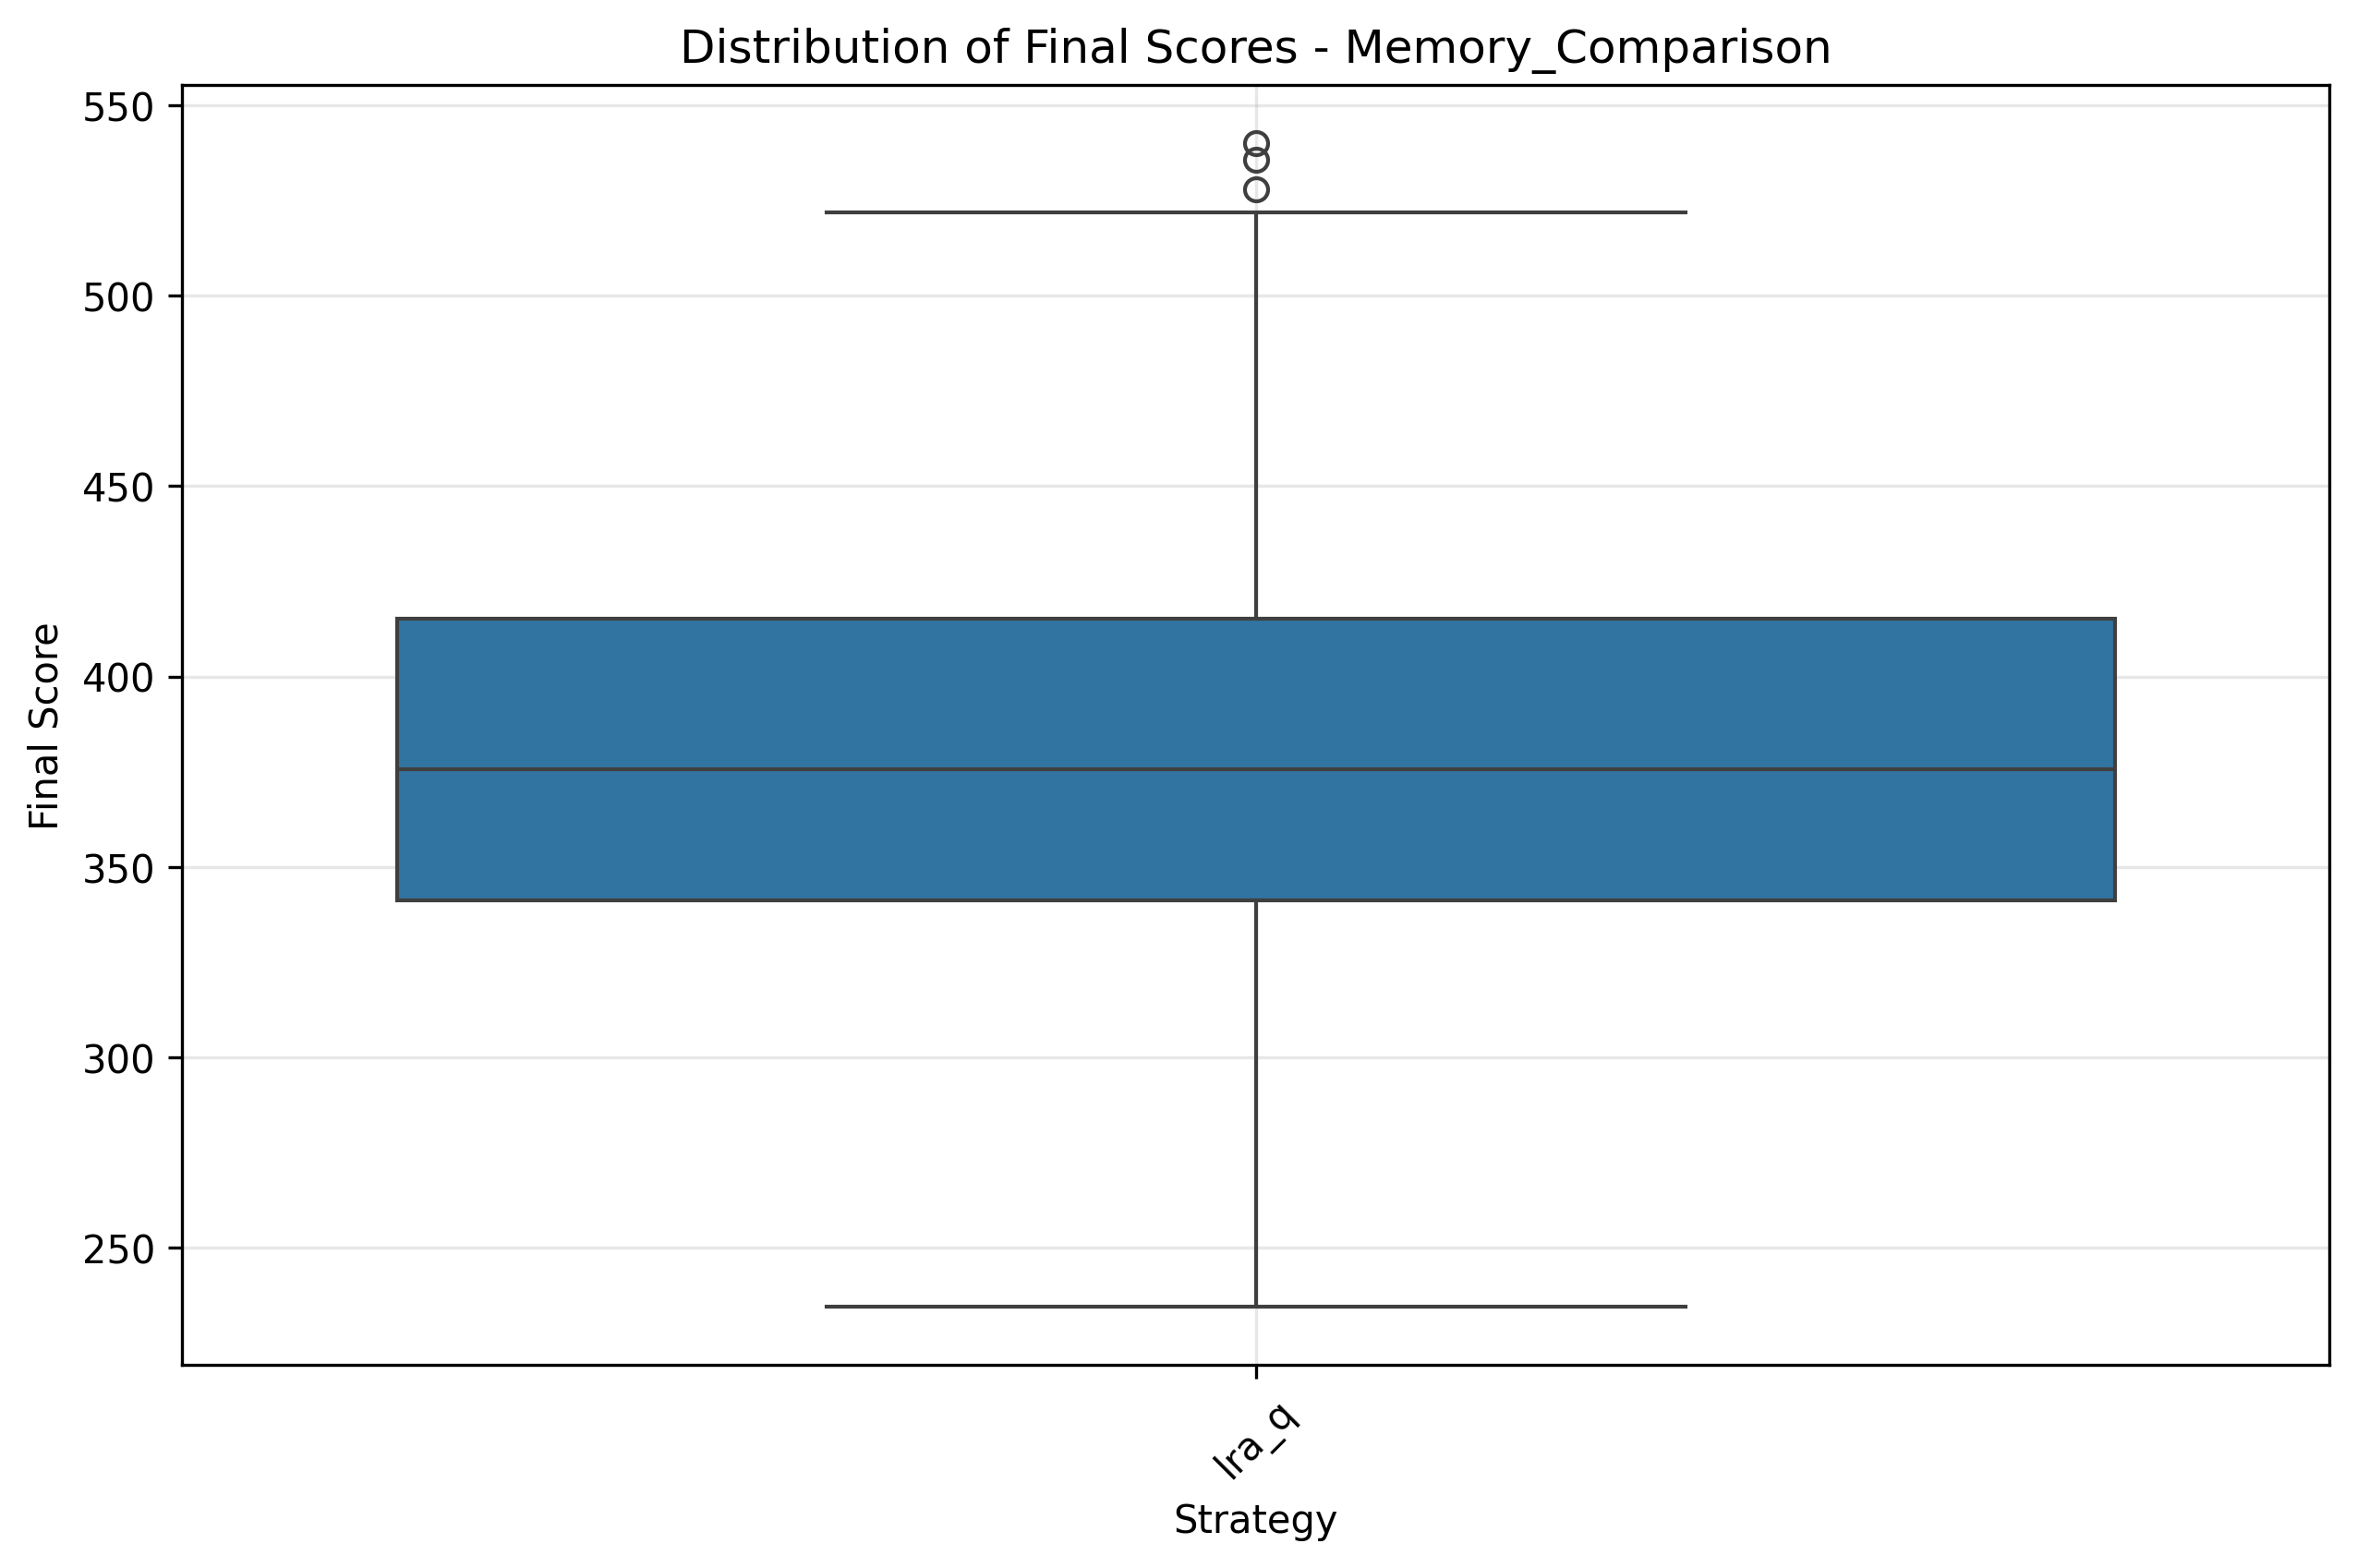 Distribution of Final Scores - Memory_Comparison
550
500
450
400
350
300
250
Final Score
lra_q
Strategy